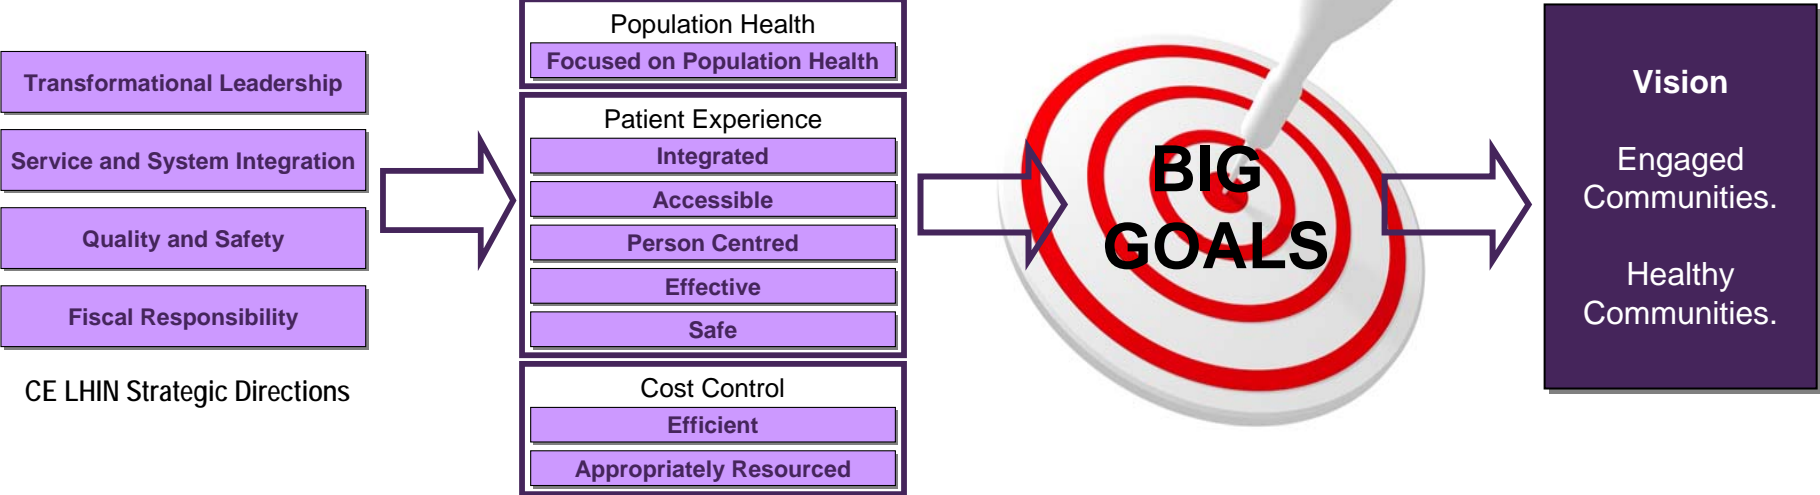 Transformational Leadership
Service and System Integration
Quality and Safety
Fiscal Responsibility
CE LHIN Strategic Directions
Population Health
Focused on Population Health
Patient Experience
Integrated
Accessible
Person Centred
Effective
Safe
Cost Control
Efficient
Appropriately Resourced
BIG
GOALS
Vision
Engaged
Communities.
Healthy
Communities.